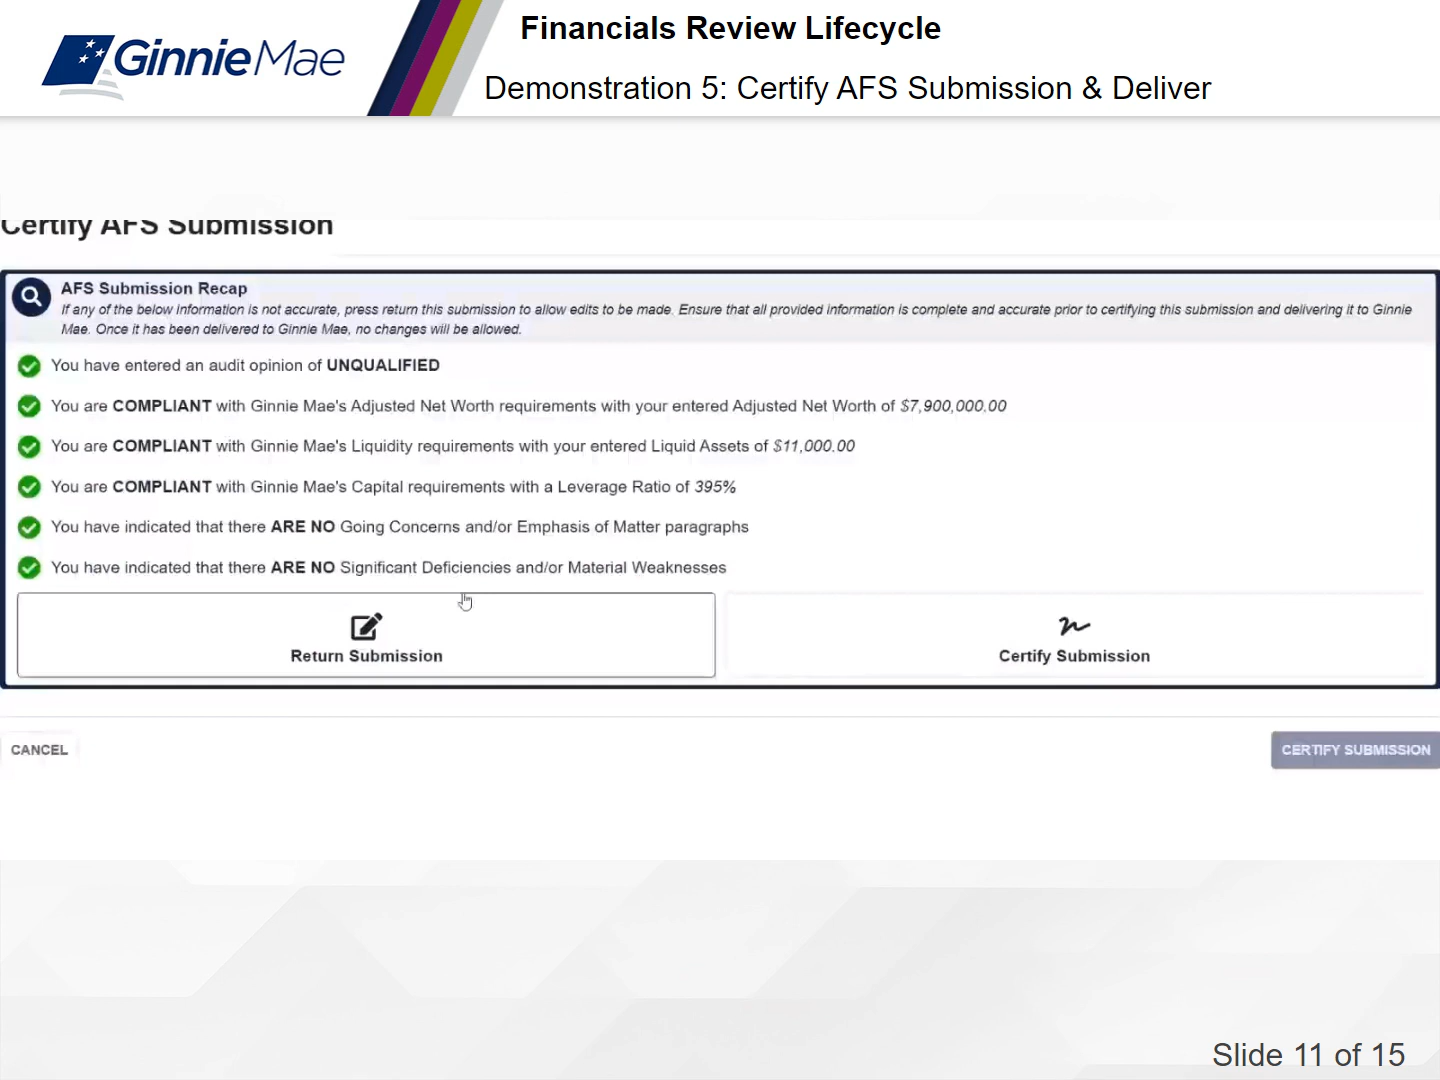 Ginnie Mae
Financials Review Lifecycle
Demonstration 5: Certify AFS Submission & Deliver
Certify AFS Submission
AFS Submission Recap
If any of the below information is not accurate, press return this submission to allow edits to be made. Ensure that all provided information is complete and accurate prior to certifying this submission and delivering it to Ginnie
Mae. Once it has been delivered to Ginnie Mae, no changes will be allowed.
You have entered an audit opinion of UNQUALIFIED
You are COMPLIANT with Ginnie Mae's Adjusted Net Worth requirements with your entered Adjusted Net Worth of $7,900,000.00
You are COMPLIANT with Ginnie Mae's Liquidity requirements with your entered Liquid Assets of $11,000.00
You are COMPLIANT with Ginnie Mae's Capital requirements with a Leverage Ratio of 395%
You have indicated that there ARE NO Going Concerns and/or Emphasis of Matter paragraphs
You have indicated that there ARE NO Significant Deficiencies and/or Material Weaknesses
Return Submission
Certify Submission
CANCEL
CERTIFY SUBMISSION
Slide 11 of 15